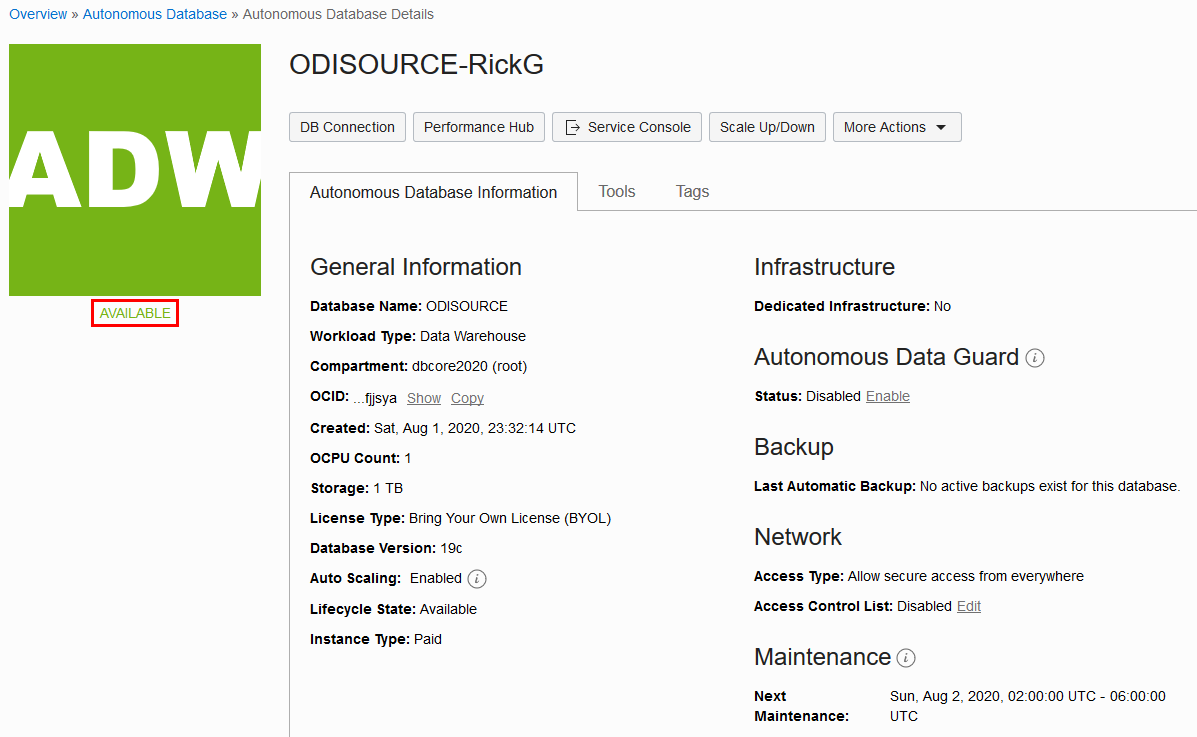 Overview » Autonomous Database » Autonomous Database Details
ADW
AVAILABLE
ODISOURCE-RickG
DB Connection
Performance Hub
Service Console
Scale Up/Down
More Actions
Autonomous Database Information
Tools
Tags
General Information
Database Name: ODISOURCE
Workload Type: Data Warehouse
Compartment: dbcore2020 (root)
OCID: ...fjjsya Show Copy
Created: Sat, Aug 1, 2020, 23:32:14 UTC
OCPU Count: 1
Storage: 1 TB
License Type: Bring Your Own License (BYOL)
Database Version: 19c
Auto Scaling: Enabled i
Lifecycle State: Available
Instance Type: Paid
Infrastructure
Dedicated Infrastructure: No
Autonomous Data Guard i
Status: Disabled Enable
Backup
Last Automatic Backup: No active backups exist for this database.
Network
Access Type: Allow secure access from everywhere
Access Control List: Disabled Edit
Maintenance i
Next Maintenance: Sun, Aug 2, 2020, 02:00:00 UTC - 06:00:00 UTC